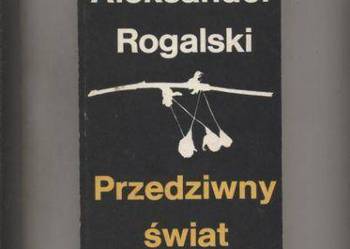 Aleksander
Rogalski
Przedziwny
świat